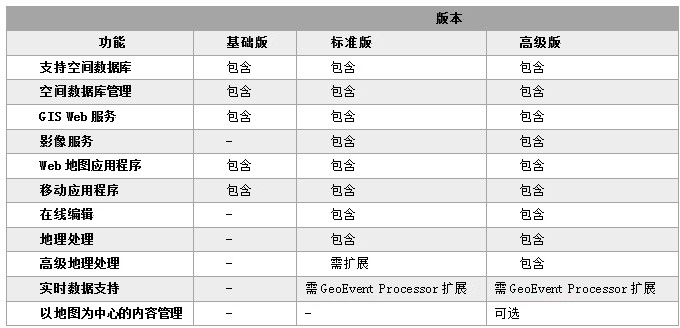 版本
功能 基础版 标准版 高级版
支持空间数据库 包含 包含 包含
空间数据库管理 包含 包含 包含
GIS Web 服务 包含 包含 包含
影像服务 - 包含 包含
Web 地图应用程序 包含 包含 包含
移动应用程序 包含 包含 包含
在线编辑 - 包含 包含
地理处理 - 包含 包含
高级地理处理 - 需扩展 包含
实时数据支持 - 需 GeoEvent Processor 扩展 需 GeoEvent Processor 扩展
以地图为中心的内容管理 - - 可选